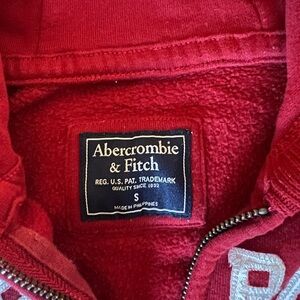 Abercrombie
& Fitch
REG. U.S. PAT. TRADEMARK
QUALITY SINCE 1892
S
MADE IN PHILIPPINES